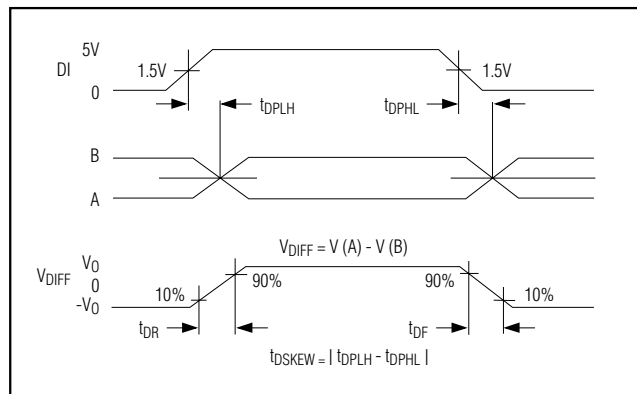 5V
DI
1.5V
1.5V
0
tDPLH
tDPHL
B
A
VDIFF = V (A) - V (B)
VO
VDIFF
0
-VO
10%
90%
90%
10%
tDR
tDF
tDSKEW = | tDPLH - tDPHL |